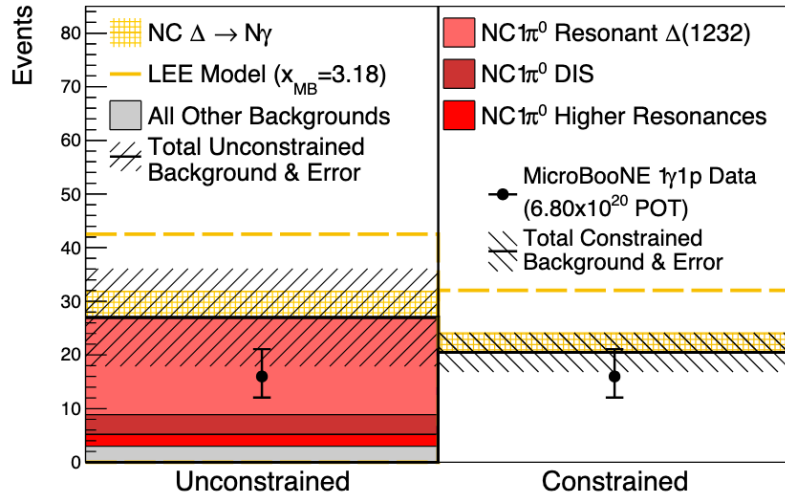 Events
80
70
60
50
40
30
20
10
0
NC Δ → Nγ
LEE Model (x_MB=3.18)
All Other Backgrounds
Total Unconstrained
Background & Error
NC1π⁰ Resonant Δ(1232)
NC1π⁰ DIS
NC1π⁰ Higher Resonances
MicroBooNE 1γ1p Data
(6.80x10²⁰ POT)
Total Constrained
Background & Error
Unconstrained
Constrained